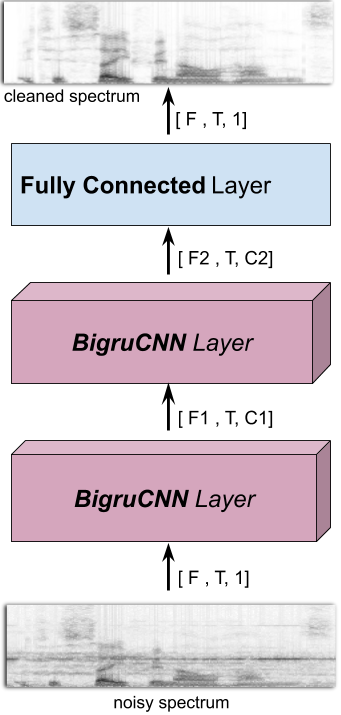 cleaned spectrum
[ F , T, 1]
Fully Connected Layer
[ F2 , T, C2]
BigruCNN Layer
[ F1 , T, C1]
BigruCNN Layer
[ F , T, 1]
noisy spectrum